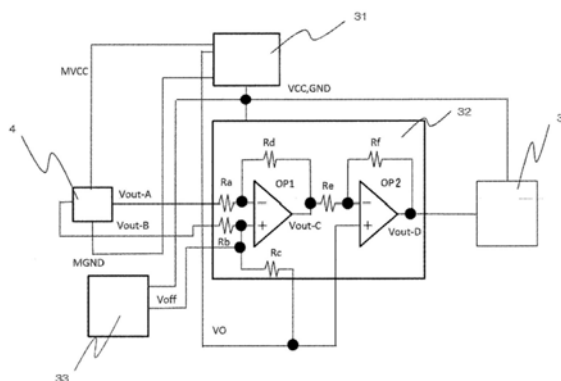 31
MVCC
VCC,GND
32
3
Rd
Rf
4
OP1
OP2
Vout-A
Ra
Re
Vout-B
Vout-C
Vout-D
Rb
MGND
Rc
Voff
VO
33